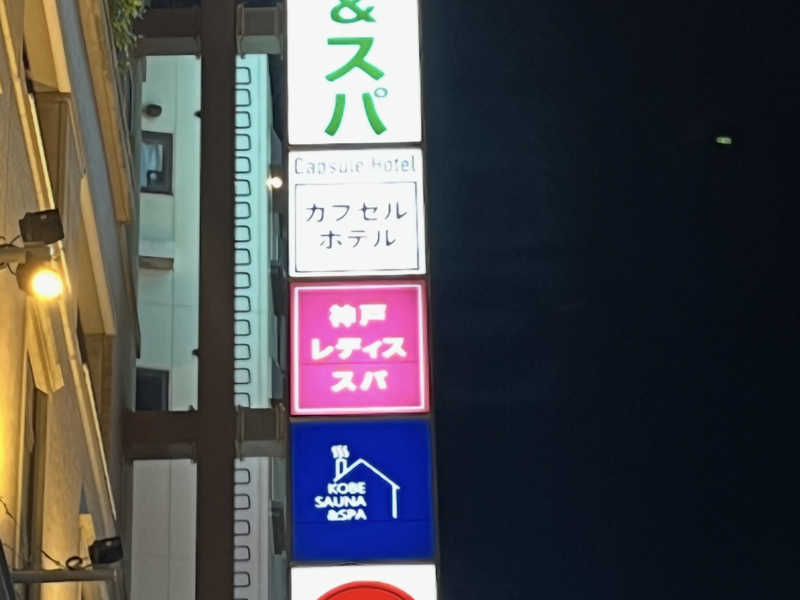 &スパ
Capsule Hotel
カプセル
ホテル
神戸
レディス
スパ
KOBE
SAUNA
&SPA